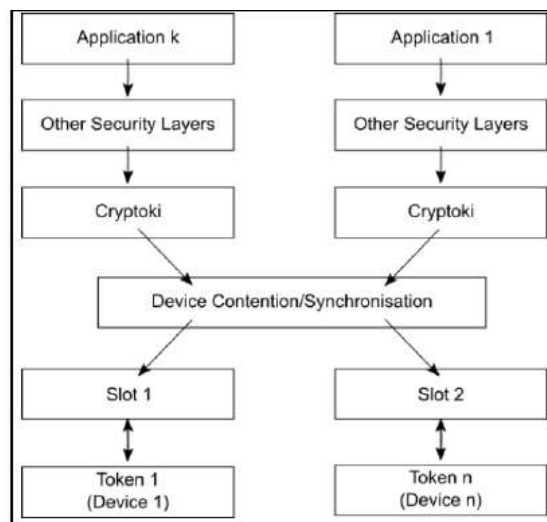 Application k
Application 1
Other Security Layers
Other Security Layers
Cryptoki
Cryptoki
Device Contention/Synchronisation
Slot 1
Slot 2
Token 1
(Device 1)
Token n
(Device n)